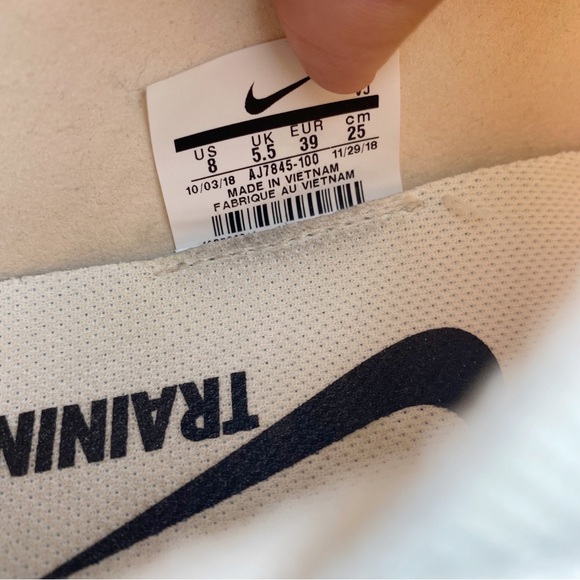 VJ
US UK EUR cm
8 5.5 39 25
10/03/18 AJ7845-100 11/29/18
MADE IN VIETNAM
FABRIQUE AU VIETNAM
TRAININ